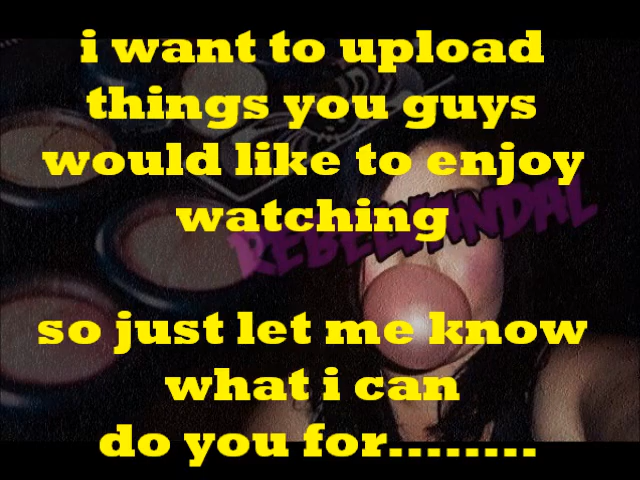 i want to upload
things you guys
would like to enjoy
watching
so just let me know
what i can
do you for........